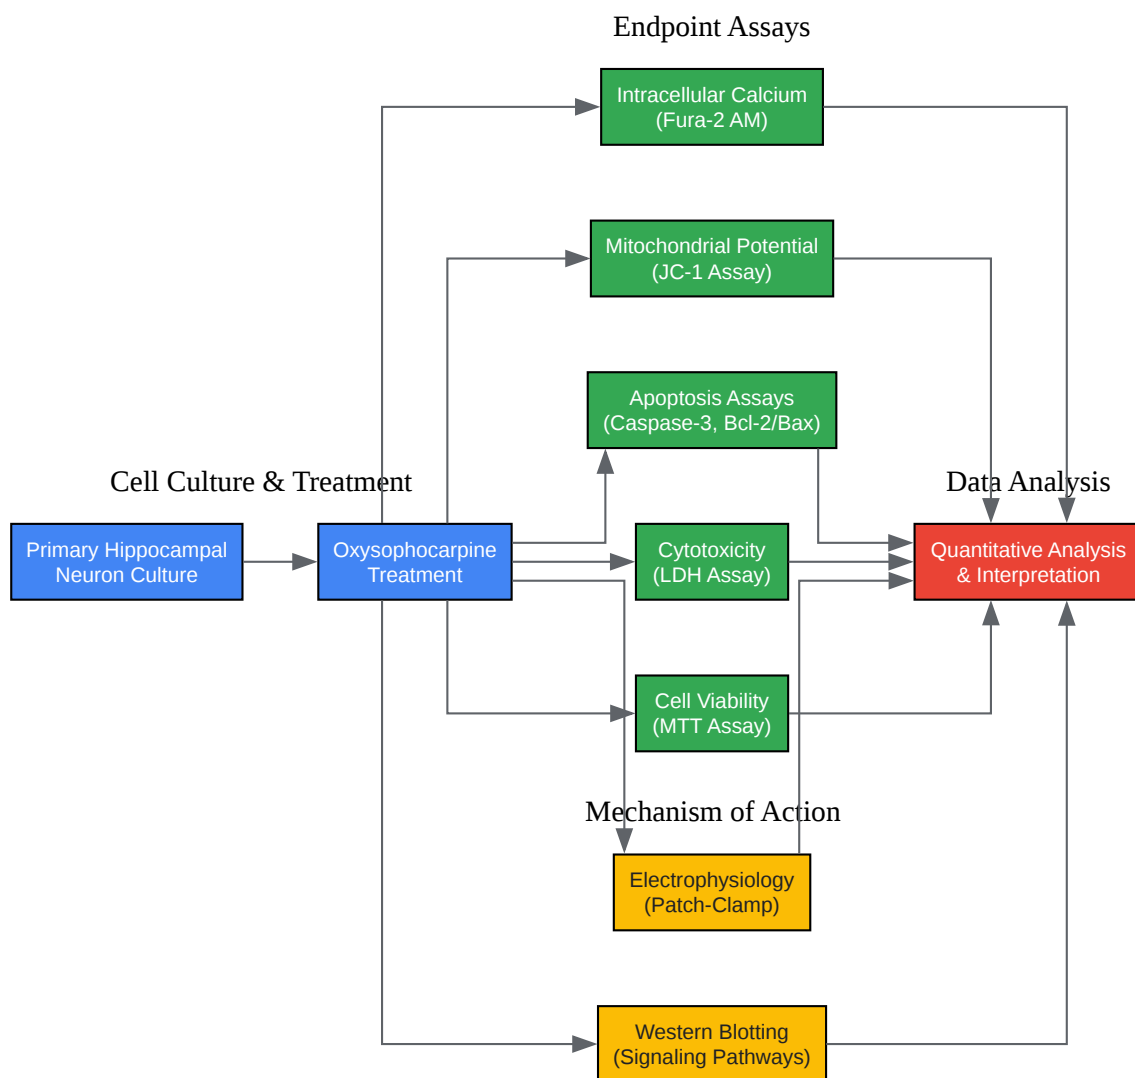 Endpoint Assays
Intracellular Calcium
(Fura-2 AM)
Mitochondrial Potential
(JC-1 Assay)
Apoptosis Assays
(Caspase-3, Bcl-2/Bax)
Cell Culture & Treatment
Data Analysis
Primary Hippocampal
Neuron Culture
Oxysophocarpine
Treatment
Cytotoxicity
(LDH Assay)
Quantitative Analysis
& Interpretation
Cell Viability
(MTT Assay)
Mechanism of Action
Electrophysiology
(Patch-Clamp)
Western Blotting
(Signaling Pathways)